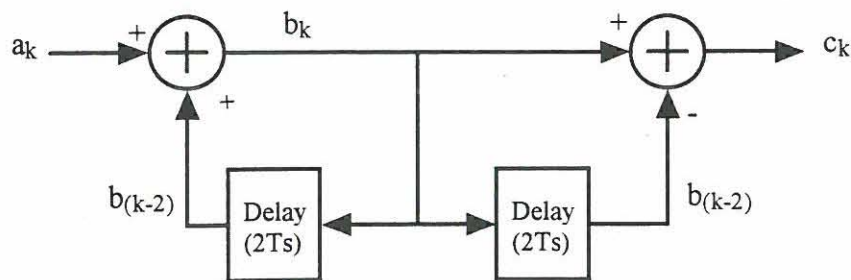 +
b_k
+
a_k
c_k
+
-
b_(k-2)
Delay
(2Ts)
Delay
(2Ts)
b_(k-2)